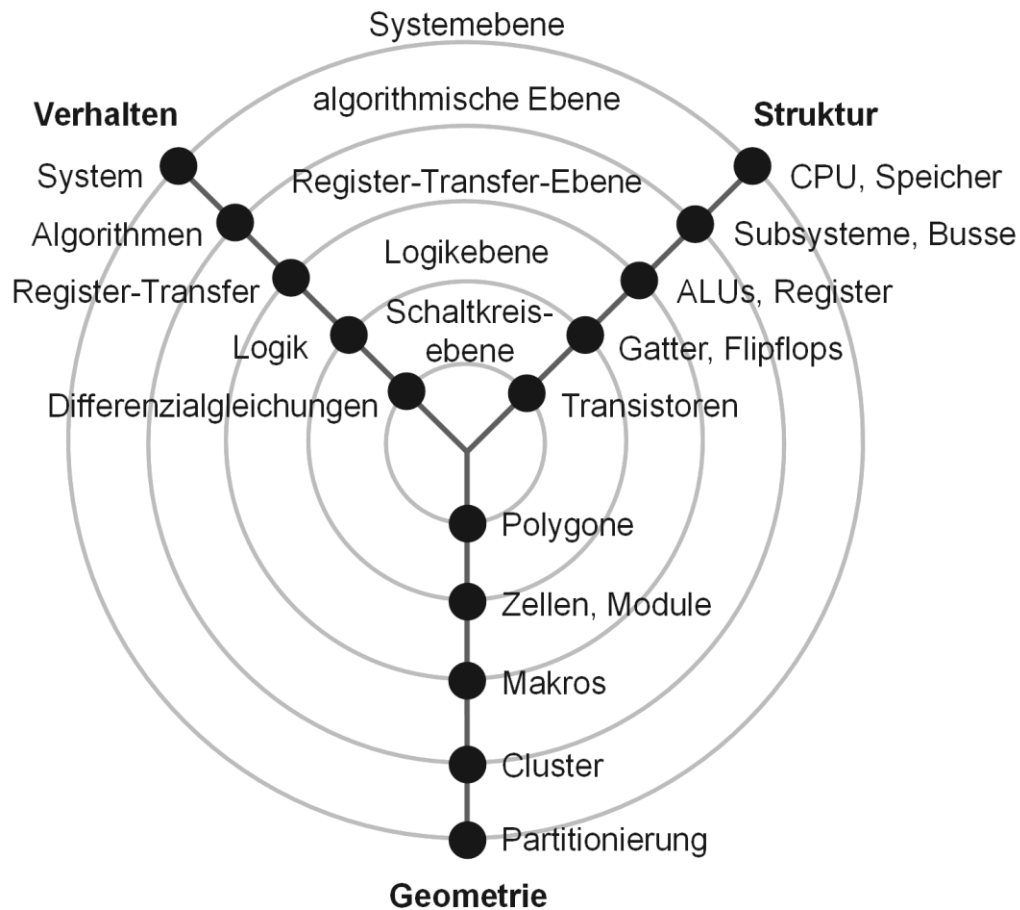 Systemebene
algorithmische Ebene
Verhalten
Struktur
System
CPU, Speicher
Register-Transfer-Ebene
Algorithmen
Subsysteme, Busse
Logikebene
Register-Transfer
ALUs, Register
Schaltkreis-
ebene
Logik
Gatter, Flipflops
Differenzialgleichungen
Transistoren
Polygone
Zellen, Module
Makros
Cluster
Partitionierung
Geometrie